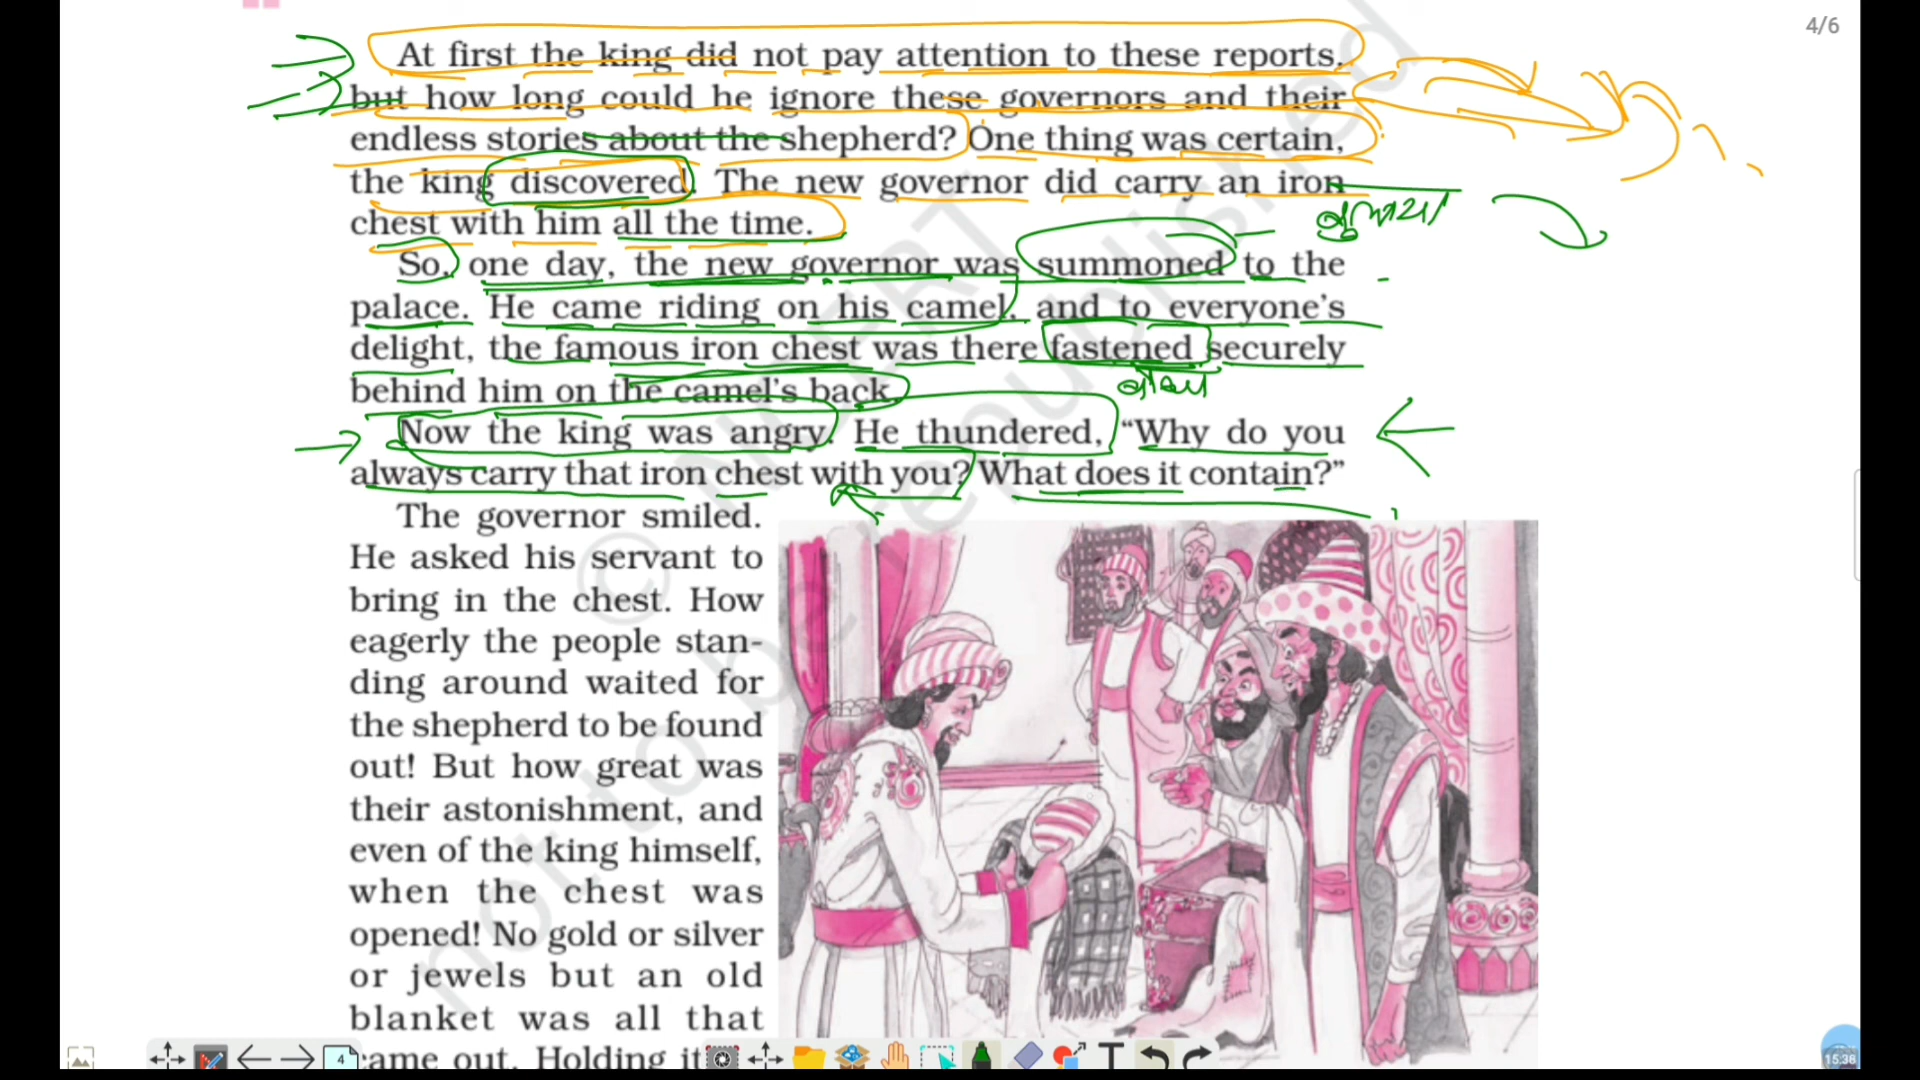 4/6
At first the king did not pay attention to these reports.
but how long could he ignore these governors and their
endless stories about the shepherd? One thing was certain,
the king discovered. The new governor did carry an iron
chest with him all the time.
So, one day, the new governor was summoned to the
palace. He came riding on his camel, and to everyone's
delight, the famous iron chest was there fastened securely
behind him on the camel's back.
Now the king was angry. He thundered, “Why do you
always carry that iron chest with you? What does it contain?”
The governor smiled.
He asked his servant to
bring in the chest. How
eagerly the people stan-
ding around waited for
the shepherd to be found
out! But how great was
their astonishment, and
even of the king himself,
when the chest was
opened! No gold or silver
or jewels but an old
blanket was all that
came out. Holding it
© NCERT
not to be republished
4
T
15:38